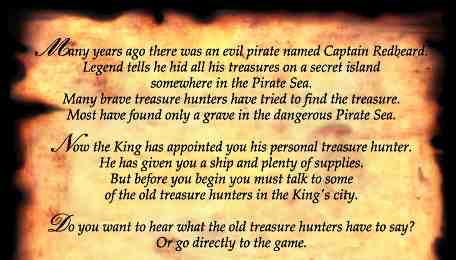 Many years ago there was an evil pirate named Captain Redbeard.
Legend tells he hid all his treasures on a secret island
somewhere in the Pirate Sea.
Many brave treasure hunters have tried to find the treasure.
Most have found only a grave in the dangerous Pirate Sea.
Now the King has appointed you his personal treasure hunter.
He has given you a ship and plenty of supplies.
But before you begin you must talk to some
of the old treasure hunters in the King's city.
Do you want to hear what the old treasure hunters have to say?
Or go directly to the game.